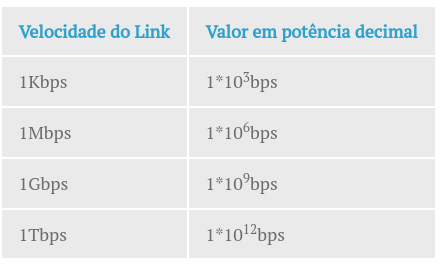 Velocidade do Link Valor em potência decimal
1Kbps 1*10³bps
1Mbps 1*10⁶bps
1Gbps 1*10⁹bps
1Tbps 1*10¹²bps